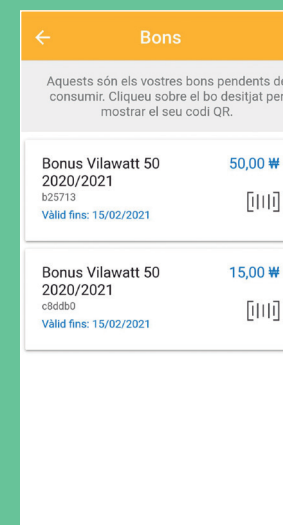 Bons
Aquests són els vostres bons pendents de
consumir. Cliqueu sobre el bo desitjat per
mostrar el seu codi QR.
Bonus Vilawatt 50
2020/2021
50,00 ₩
b25713
Vàlid fins: 15/02/2021
Bonus Vilawatt 50
2020/2021
15,00 ₩
c8ddb0
Vàlid fins: 15/02/2021